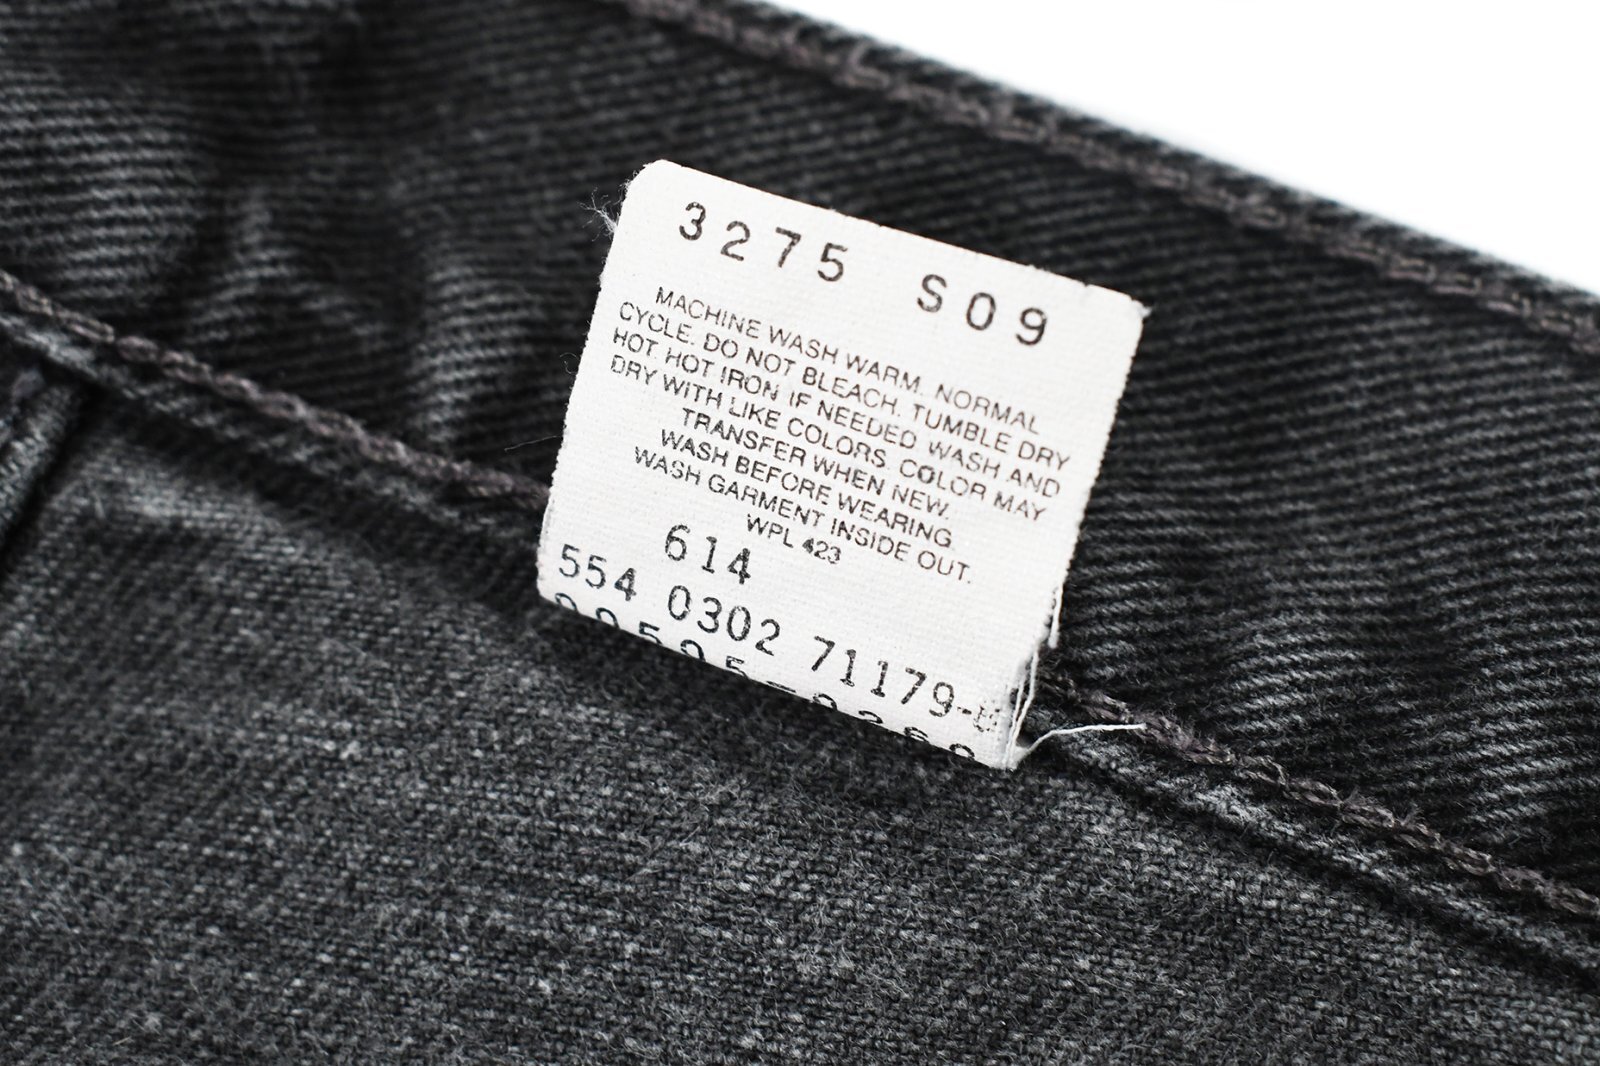 3275 S09
MACHINE WASH WARM. NORMAL
CYCLE. DO NOT BLEACH. TUMBLE DRY
HOT. HOT IRON IF NEEDED. WASH AND
DRY WITH LIKE COLORS. COLOR MAY
TRANSFER WHEN NEW.
WASH BEFORE WEARING.
WASH GARMENT INSIDE OUT.
WPL 423
614
554 0302 71179-